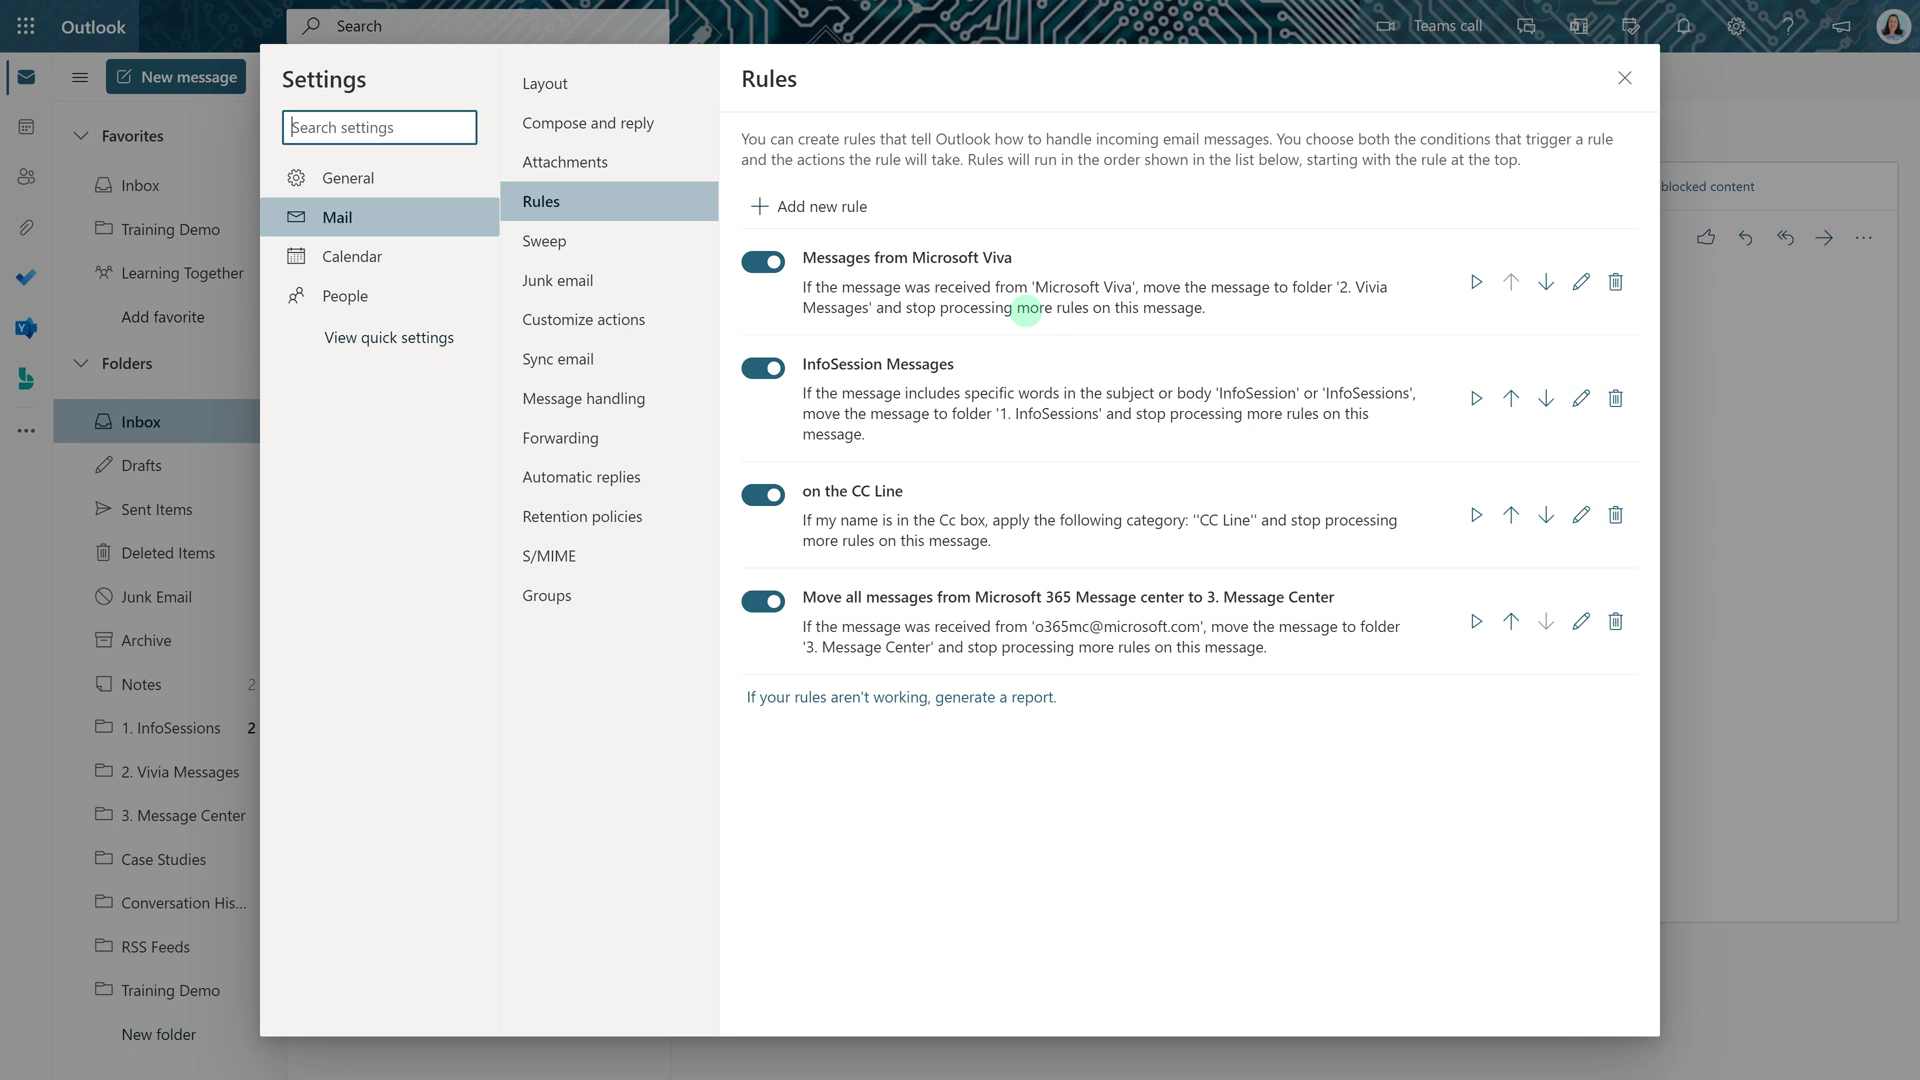 Outlook
Search
Teams call
New message
Favorites
Inbox
Training Demo
Learning Together
Add favorite
Folders
Inbox
Drafts
Sent Items
Deleted Items
Junk Email
Archive
Notes 2
1. InfoSessions 2
2. Vivia Messages
3. Message Center
Case Studies
Conversation His...
RSS Feeds
Training Demo
New folder
Settings
Search settings
General
Mail
Calendar
People
View quick settings
Layout
Compose and reply
Attachments
Rules
Sweep
Junk email
Customize actions
Sync email
Message handling
Forwarding
Automatic replies
Retention policies
S/MIME
Groups
Rules
You can create rules that tell Outlook how to handle incoming email messages. You choose both the conditions that trigger a rule
and the actions the rule will take. Rules will run in the order shown in the list below, starting with the rule at the top.
Add new rule
Messages from Microsoft Viva
If the message was received from 'Microsoft Viva', move the message to folder '2. Vivia
Messages' and stop processing more rules on this message.
InfoSession Messages
If the message includes specific words in the subject or body 'InfoSession' or 'InfoSessions',
move the message to folder '1. InfoSessions' and stop processing more rules on this
message.
on the CC Line
If my name is in the Cc box, apply the following category: ''CC Line'' and stop processing
more rules on this message.
Move all messages from Microsoft 365 Message center to 3. Message Center
If the message was received from 'o365mc@microsoft.com', move the message to folder
'3. Message Center' and stop processing more rules on this message.
If your rules aren't working, generate a report.
blocked content